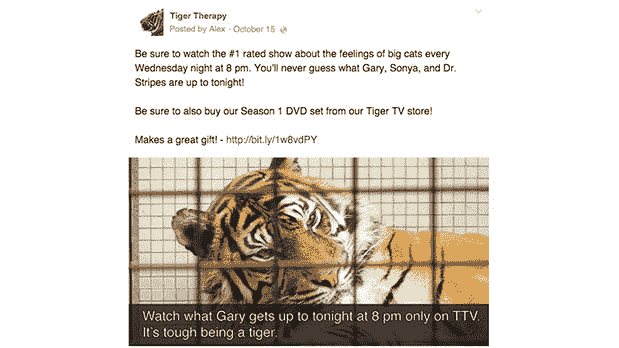 Tiger Therapy
Posted by Alex · October 15
Be sure to watch the #1 rated show about the feelings of big cats every
Wednesday night at 8 pm. You'll never guess what Gary, Sonya, and Dr.
Stripes are up to tonight!
Be sure to also buy our Season 1 DVD set from our Tiger TV store!
Makes a great gift! - http://bit.ly/1w8vdPY
Watch what Gary gets up to tonight at 8 pm only on TTV.
It's tough being a tiger.